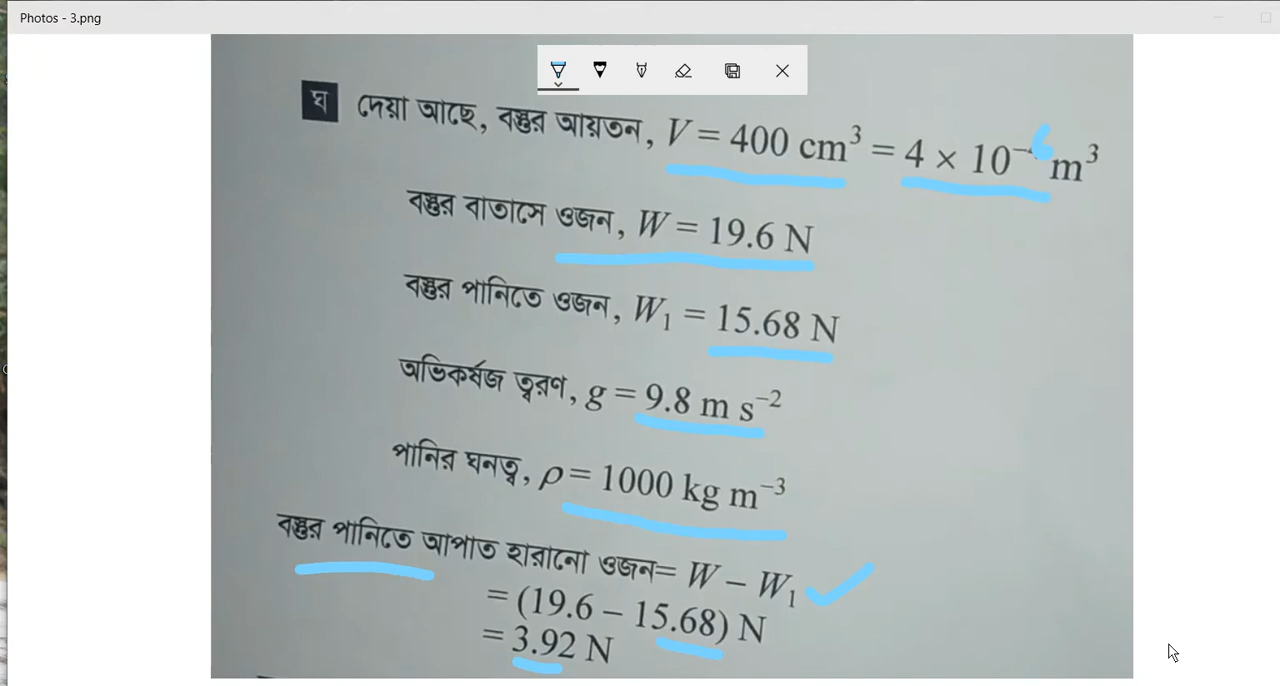 Photos - 3.png
ঘ দেয়া আছে, বস্তুর আয়তন, V = 400 cm³ = 4 × 10⁻ m³
বস্তুর বাতাসে ওজন, W = 19.6 N
বস্তুর পানিতে ওজন, W₁ = 15.68 N
অভিকর্ষজ ত্বরণ, g = 9.8 m s⁻²
পানির ঘনত্ব, ρ = 1000 kg m⁻³
বস্তুর পানিতে আপাত হারানো ওজন= W – W₁
= (19.6 – 15.68) N
= 3.92 N